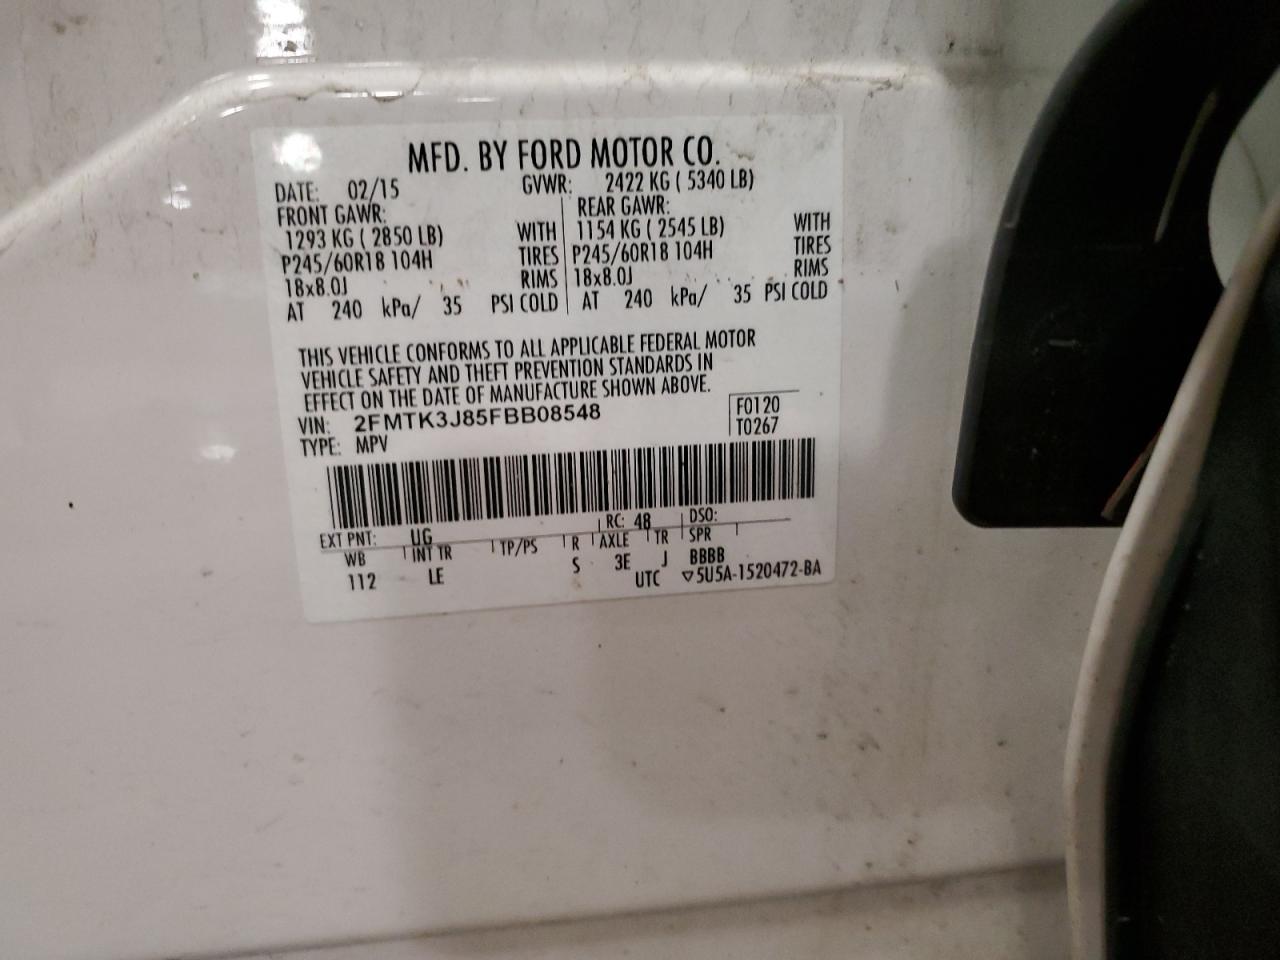 MFD. BY FORD MOTOR CO.
DATE: 02/15 GVWR: 2422 KG ( 5340 LB)
FRONT GAWR: REAR GAWR:
1293 KG ( 2850 LB) WITH 1154 KG ( 2545 LB) WITH
P245/60R18 104H TIRES P245/60R18 104H TIRES
18x8.0J RIMS 18x8.0J RIMS
AT 240 kPa/ 35 PSI COLD AT 240 kPa/ 35 PSI COLD
THIS VEHICLE CONFORMS TO ALL APPLICABLE FEDERAL MOTOR
VEHICLE SAFETY AND THEFT PREVENTION STANDARDS IN
EFFECT ON THE DATE OF MANUFACTURE SHOWN ABOVE.
VIN: 2FMTK3J85FBB08548 F0120
TYPE: MPV T0267
EXT PNT: UG RC: 48 DSO:
WB INT TR TP/PS R AXLE TR SPR
112 LE S 3E J BBBB
UTC ▽5U5A-1520472-BA